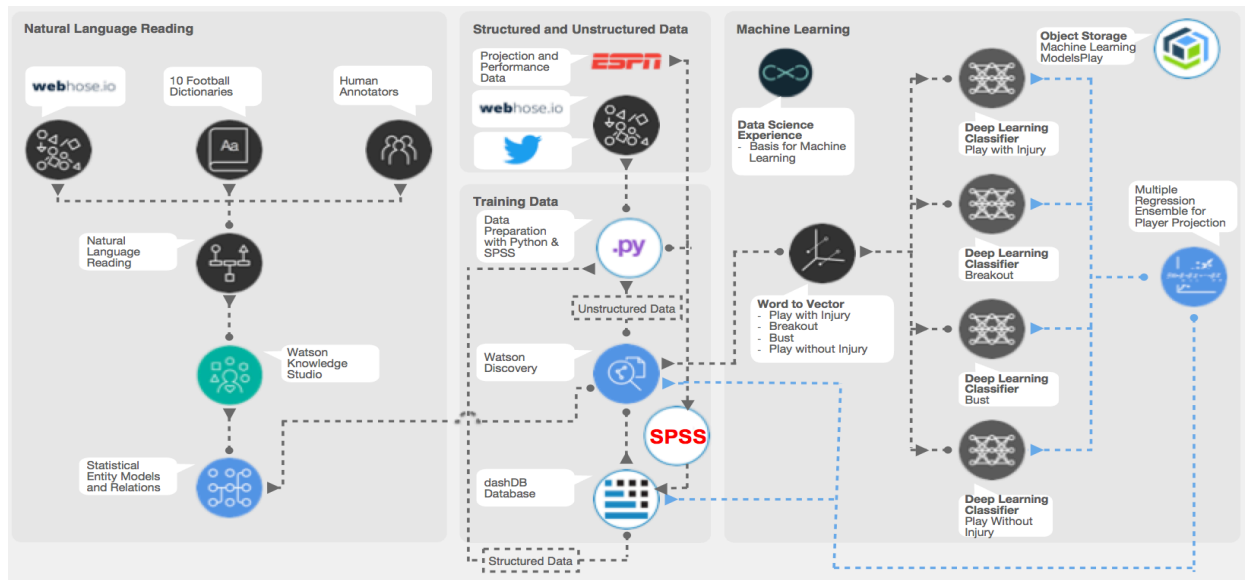 Natural Language Reading
webhose.io
10 Football
Dictionaries
Human
Annotators
Aa
Natural
Language
Reading
Watson
Knowledge
Studio
Statistical
Entity Models
and Relations
Structured and Unstructured Data
Projection and
Performance
Data
ESPN
webhose.io
Training Data
Data
Preparation
with Python &
SPSS
.py
Unstructured Data
Watson
Discovery
SPSS
dashDB
Database
Structured Data
Machine Learning
Data Science
Experience
- Basis for Machine
Learning
Word to Vector
- Play with Injury
- Breakout
- Bust
- Play without Injury
Deep Learning
Classifier
Play with Injury
Deep Learning
Classifier
Breakout
Deep Learning
Classifier
Bust
Deep Learning
Classifier
Play Without
Injury
Object Storage
Machine Learning
ModelsPlay
Multiple
Regression
Ensemble for
Player Projection